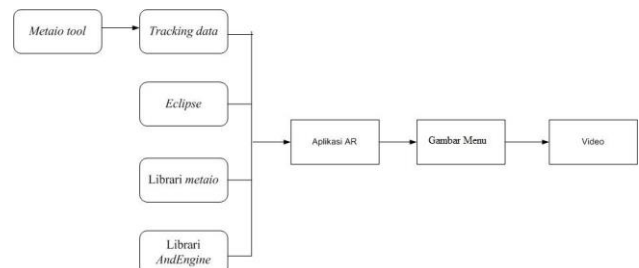 Metaio tool
Tracking data
Eclipse
Aplikasi AR
Gambar Menu
Video
Librari metaio
Librari
AndEngine